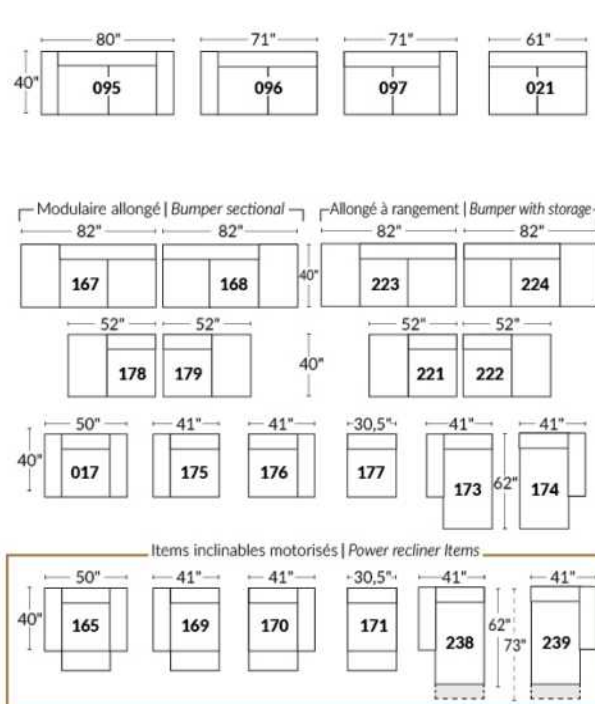 80" 71" 71" 61"
40" 095 096 097 021
Modulaire allongé | Bumper sectional Allongé à rangement | Bumper with storage
82" 82" 82" 82"
167 168 40" 223 224
52" 52" 52" 52"
178 179 40" 221 222
50" 41" 41" 30,5" 41" 41"
40" 017 175 176 177 173 62" 174
Items inclinables motorisés | Power recliner Items
50" 41" 41" 30,5" 41" 41"
40" 165 169 170 171 238 62" 73" 239